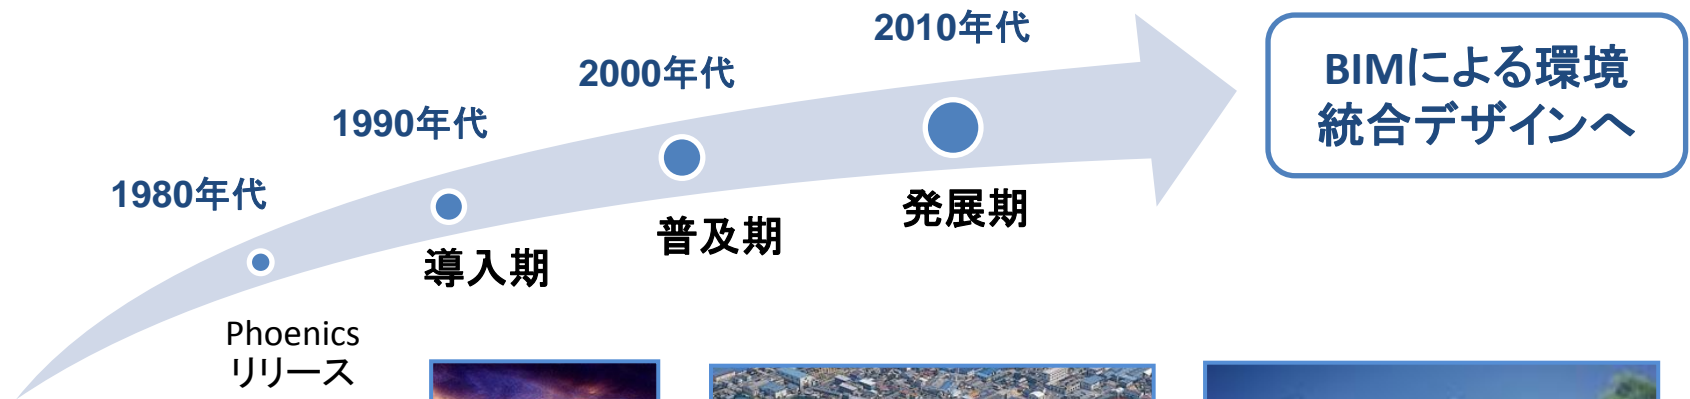 1980年代
1990年代
2000年代
2010年代
Phoenics
リリース
導入期
普及期
発展期
BIMによる環境
統合デザインへ